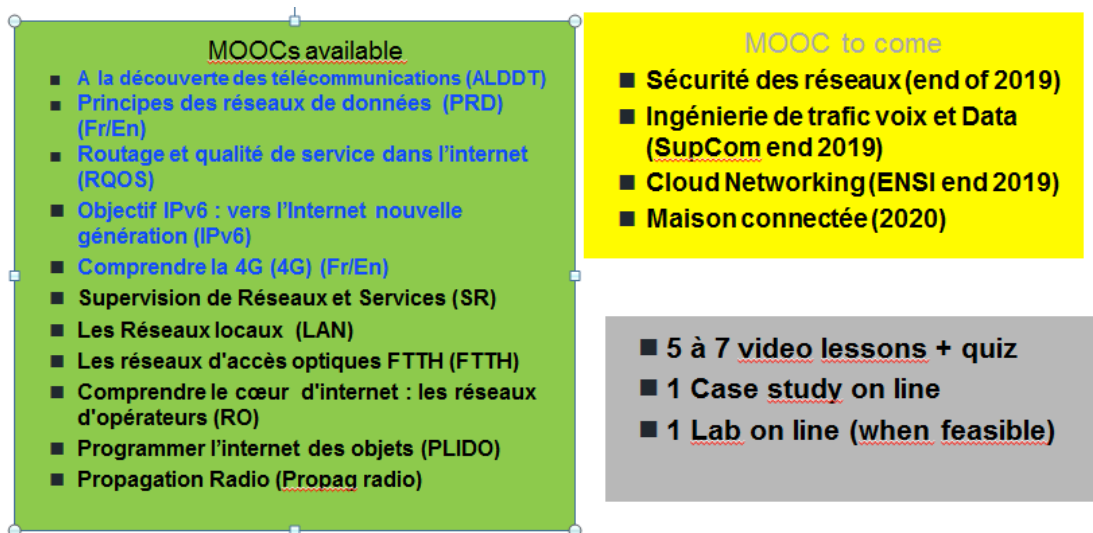 MOOCs available
■ A la découverte des télécommunications (ALDDT)
■ Principes des réseaux de données (PRD)
(Fr/En)
■ Routage et qualité de service dans l'internet
(RQOS)
■ Objectif IPv6 : vers l'Internet nouvelle
génération (IPv6)
■ Comprendre la 4G (4G) (Fr/En)
■ Supervision de Réseaux et Services (SR)
■ Les Réseaux locaux (LAN)
■ Les réseaux d'accès optiques FTTH (FTTH)
■ Comprendre le cœur d'internet : les réseaux
d'opérateurs (RO)
■ Programmer l'internet des objets (PLIDO)
■ Propagation Radio (Propag radio)
MOOC to come
■ Sécurité des réseaux (end of 2019)
■ Ingénierie de trafic voix et Data
(SupCom end 2019)
■ Cloud Networking (ENSI end 2019)
■ Maison connectée (2020)
■ 5 à 7 video lessons + quiz
■ 1 Case study on line
■ 1 Lab on line (when feasible)